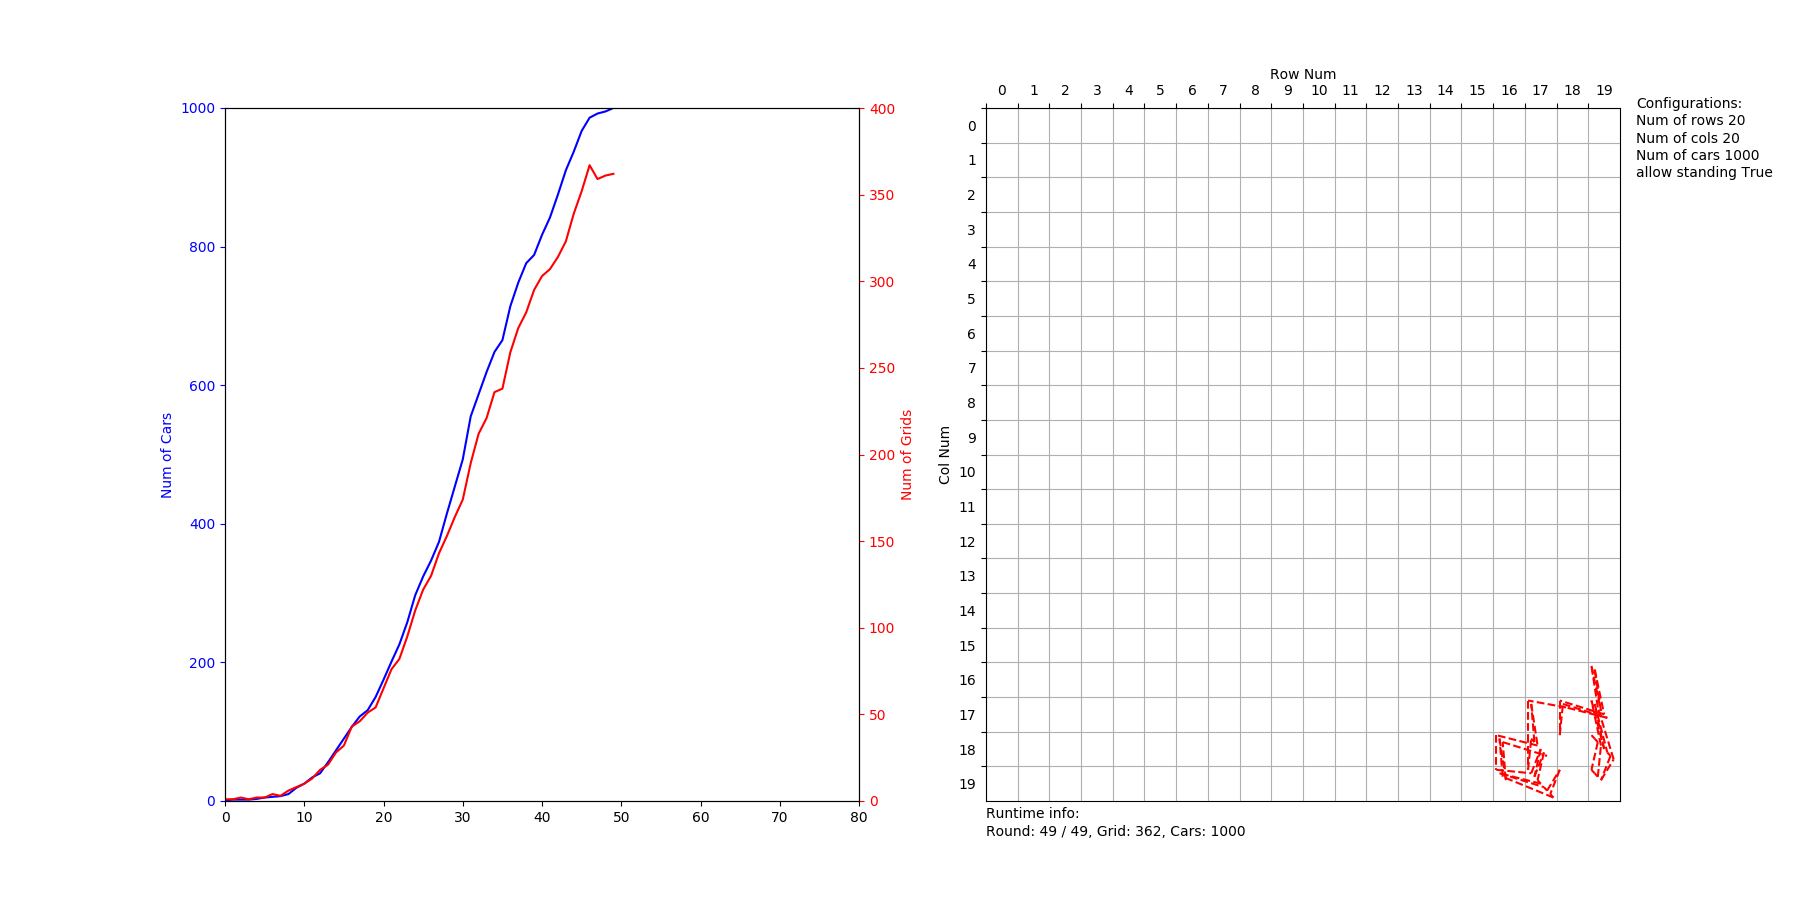 1000
800
600
400
200
0
Num of Cars
0 10 20 30 40 50 60 70 80
400
350
300
250
200
150
100
50
0
Num of Grids
Row Num
0 1 2 3 4 5 6 7 8 9 10 11 12 13 14 15 16 17 18 19
Col Num
0
1
2
3
4
5
6
7
8
9
10
11
12
13
14
15
16
17
18
19
Configurations:
Num of rows 20
Num of cols 20
Num of cars 1000
allow standing True
Runtime info:
Round: 49 / 49, Grid: 362, Cars: 1000